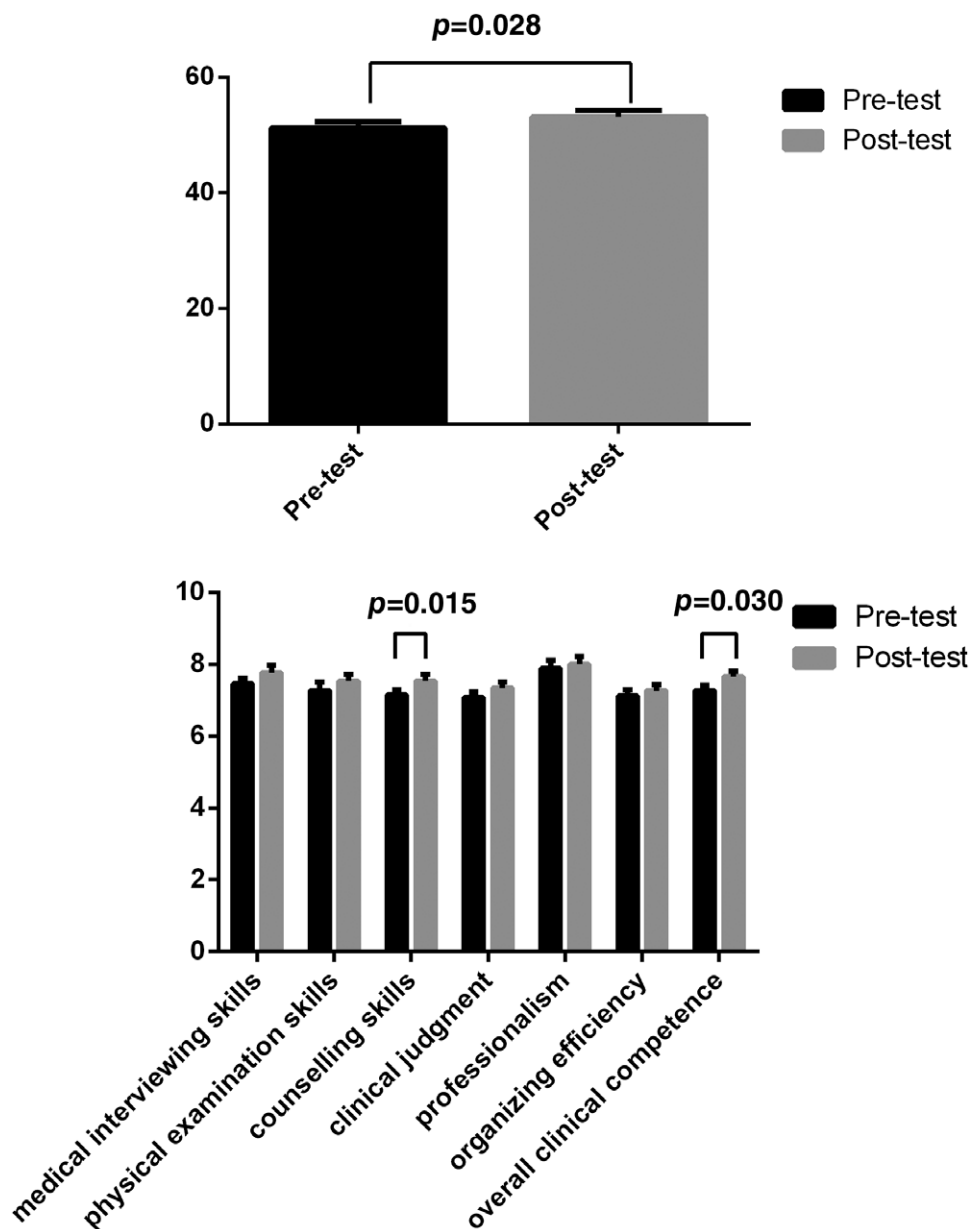 p=0.028
60
40
20
0
Pre-test
Post-test
Pre-test
Post-test
10
8
6
4
2
0
p=0.015
p=0.030
Pre-test
Post-test
medical interviewing skills
physical examination skills
counselling skills
clinical judgment
professionalism
organizing efficiency
overall clinical competence